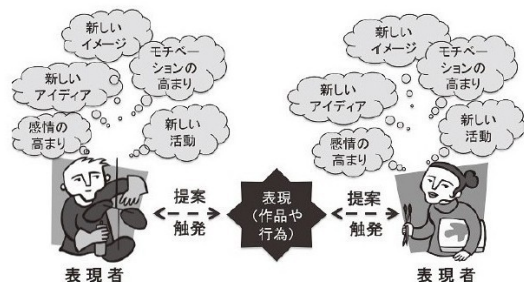 新しい
イメージ
モチベー
ションの
高まり
新しい
アイディア
感情の
高まり
新しい
活動
提案
触発
表現者
表現
(作品や
行為)
新しい
イメージ
モチベー
ションの
高まり
新しい
アイディア
感情の
高まり
新しい
活動
提案
触発
表現者